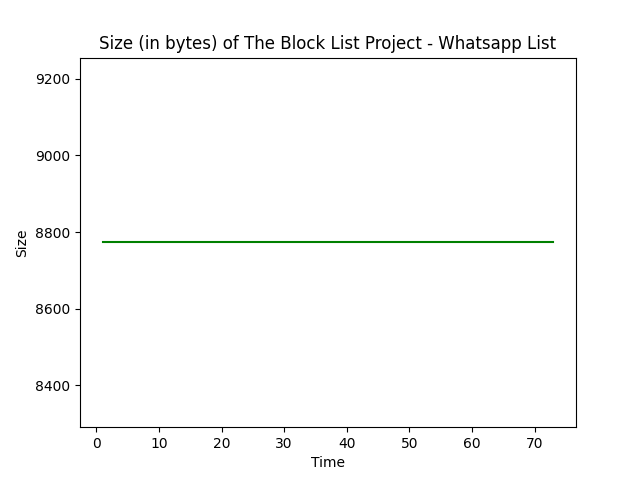 Size (in bytes) of The Block List Project - Whatsapp List
9200
9000
8800
8600
8400
Size
0 10 20 30 40 50 60 70
Time